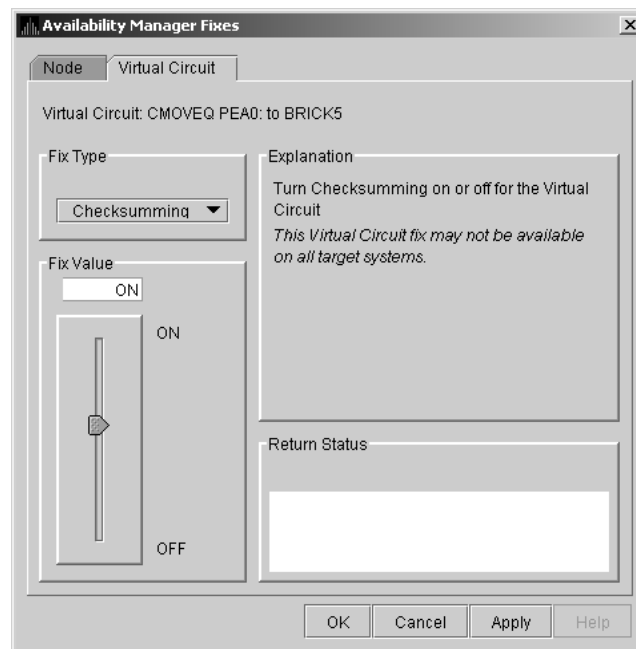 Availability Manager Fixes
Node
Virtual Circuit
Virtual Circuit: CMOVEQ PEA0: to BRICK5
Fix Type
Checksumming
Fix Value
ON
ON
OFF
Explanation
Turn Checksumming on or off for the Virtual
Circuit
This Virtual Circuit fix may not be available
on all target systems.
Return Status
OK
Cancel
Apply
Help